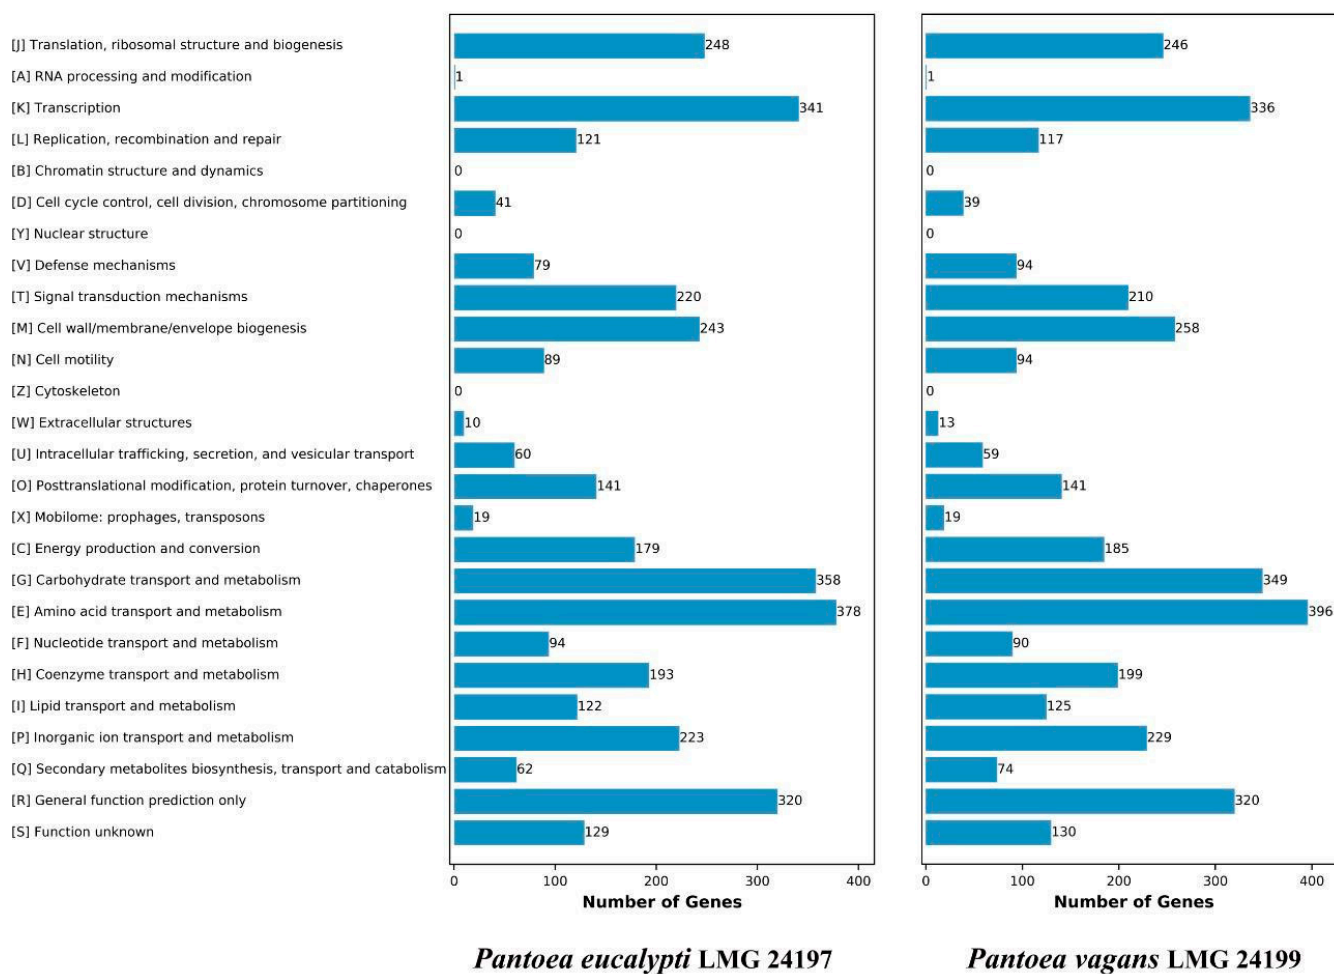 [J] Translation, ribosomal structure and biogenesis 248 246
[A] RNA processing and modification 1 1
[K] Transcription 341 336
[L] Replication, recombination and repair 121 117
[B] Chromatin structure and dynamics 0 0
[D] Cell cycle control, cell division, chromosome partitioning 41 39
[Y] Nuclear structure 0 0
[V] Defense mechanisms 79 94
[T] Signal transduction mechanisms 220 210
[M] Cell wall/membrane/envelope biogenesis 243 258
[N] Cell motility 89 94
[Z] Cytoskeleton 0 0
[W] Extracellular structures 10 13
[U] Intracellular trafficking, secretion, and vesicular transport 60 59
[O] Posttranslational modification, protein turnover, chaperones 141 141
[X] Mobilome: prophages, transposons 19 19
[C] Energy production and conversion 179 185
[G] Carbohydrate transport and metabolism 358 349
[E] Amino acid transport and metabolism 378 396
[F] Nucleotide transport and metabolism 94 90
[H] Coenzyme transport and metabolism 193 199
[I] Lipid transport and metabolism 122 125
[P] Inorganic ion transport and metabolism 223 229
[Q] Secondary metabolites biosynthesis, transport and catabolism 62 74
[R] General function prediction only 320 320
[S] Function unknown 129 130
0 100 200 300 400 0 100 200 300 400
Number of Genes Number of Genes
Pantoea eucalypti LMG 24197 Pantoea vagans LMG 24199